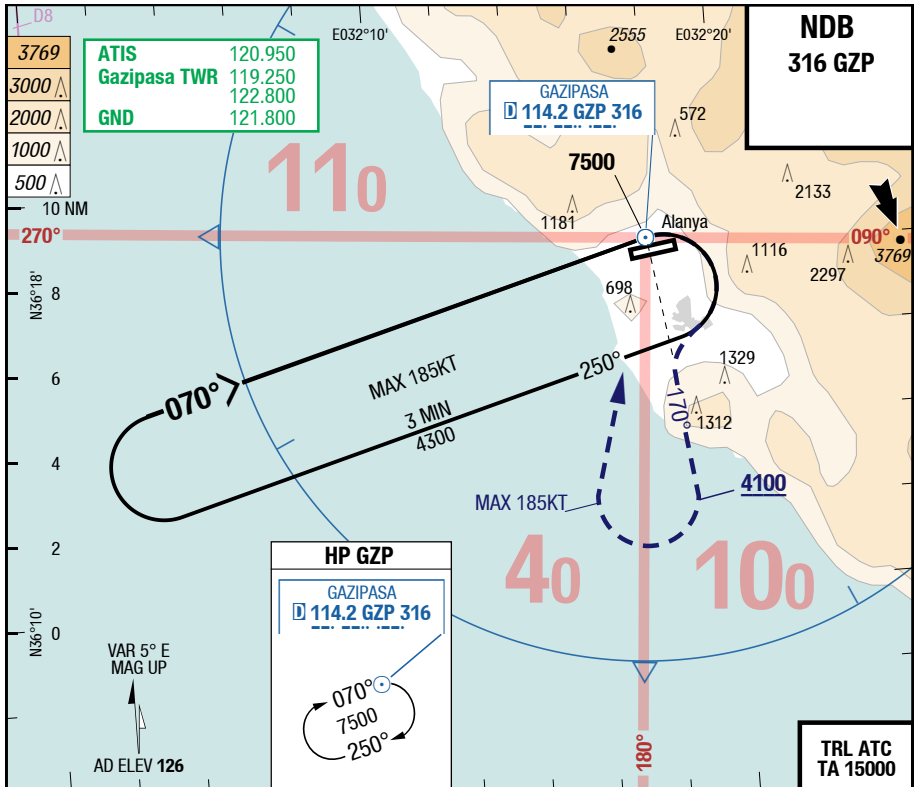 D8
3769
3000
2000
1000
500
ATIS 120.950
Gazipasa TWR 119.250
122.800
GND 121.800
E032°10'
2555
E032°20'
NDB
316 GZP
GAZIPASA
D 114.2 GZP 316
572
110
7500
2133
1181
Alanya
10 NM
270°
090°
1116
2297
3769
N36°18'
8
698
6
MAX 185KT
250°
1329
070°
3 MIN
4300
170°
1312
4
MAX 185KT
4100
2
40
100
HP GZP
GAZIPASA
D 114.2 GZP 316
N36°10'
0
VAR 5° E
MAG UP
070°
7500
250°
180°
AD ELEV 126
TRL ATC
TA 15000